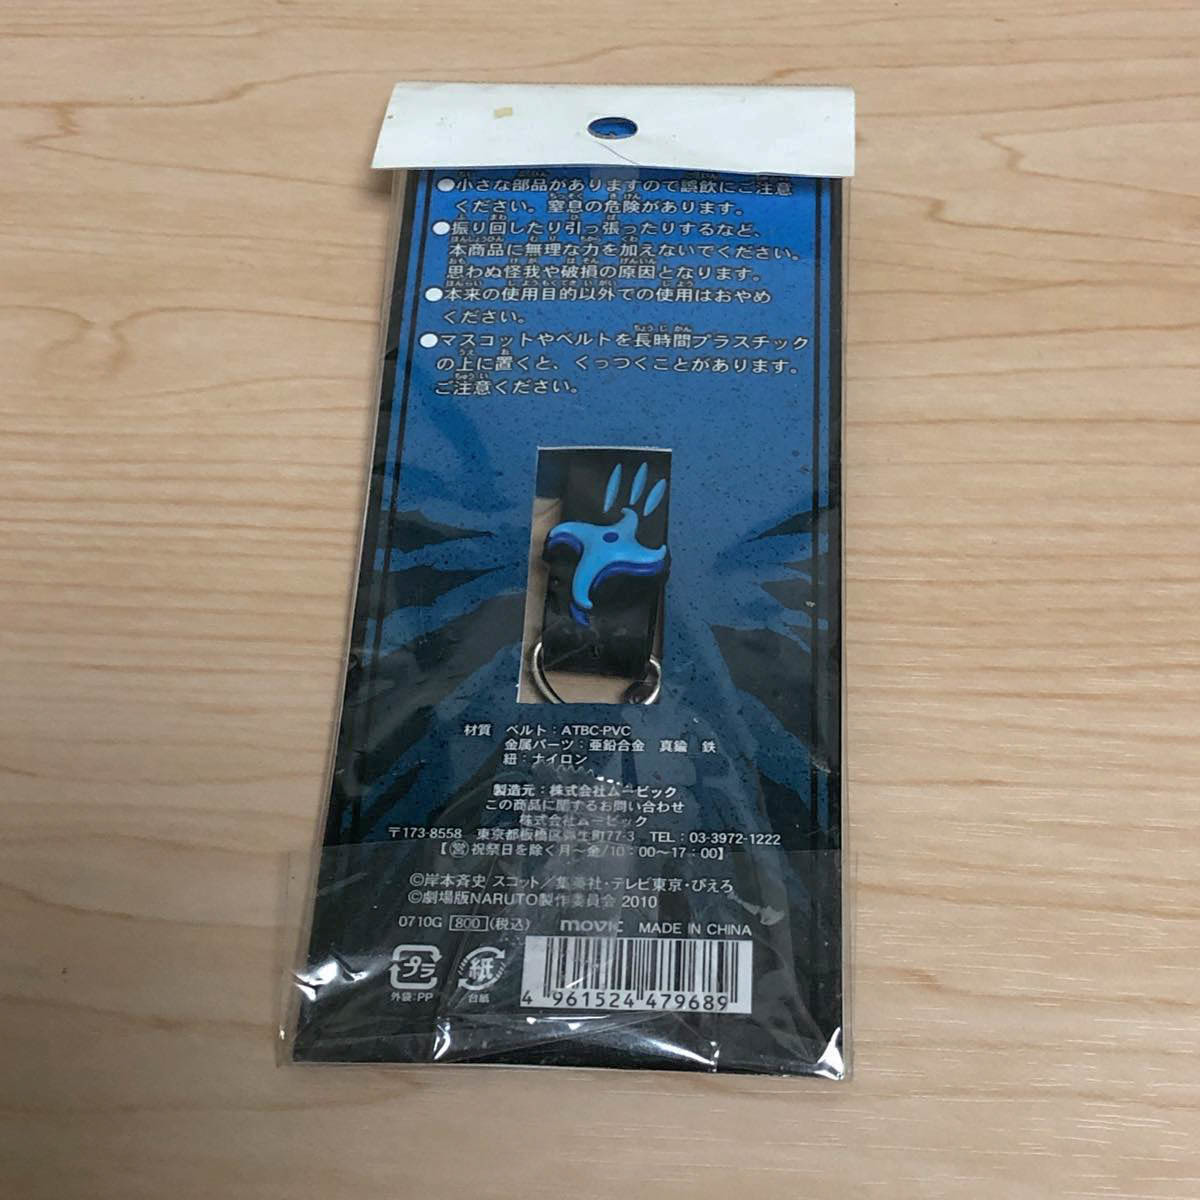 ●小さな部品がありますので誤飲にご注意
ください。窒息の危険があります。
●振り回したり引っ張ったりするなど、
本商品に無理な力を加えないでください。
思わぬ怪我や破損の原因となります。
●本来の使用目的以外での使用はおやめ
ください。
●マスコットやベルトを長時間プラスチック
の上に置くと、くっつくことがあります。
ご注意ください。
材質 ベルト：ATBC-PVC
金属パーツ：亜鉛合金 真鍮 鉄
紐：ナイロン
製造元：株式会社ムービック
この商品に関するお問い合わせ
株式会社ムービック
〒173-8558 東京都板橋区弥生町77-3 TEL：03-3972-1222
【㊡祝祭日を除く月〜金/10：00〜17：00】
©岸本斉史 スコット／集英社・テレビ東京・ぴえろ
©劇場版NARUTO製作委員会 2010
0710G 800 (税込) movic MADE IN CHINA
プラ 紙
外袋:PP 台紙
4 961524 479689